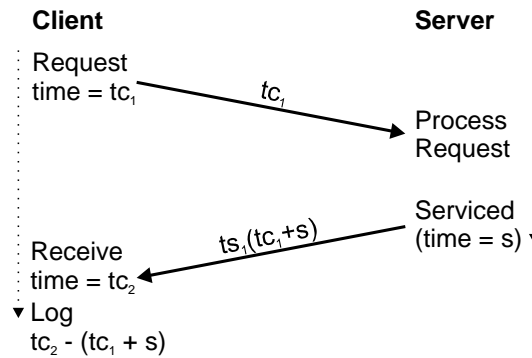 Client Server
Request
time = tc₁
tc₁
Process
Request
Serviced
(time = s)
ts₁(tc₁+s)
Receive
time = tc₂
Log
tc₂ - (tc₁ + s)